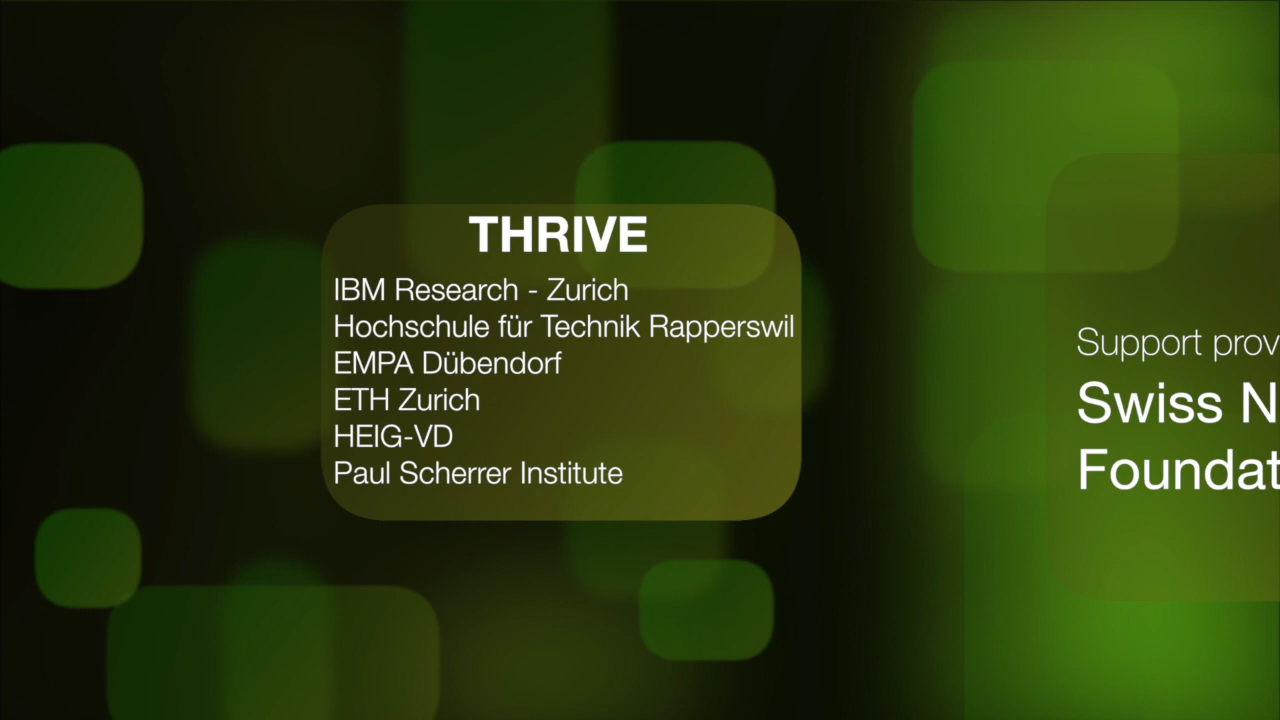 THRIVE
IBM Research - Zurich
Hochschule für Technik Rapperswil
EMPA Dübendorf
ETH Zurich
HEIG-VD
Paul Scherrer Institute
Support
Swiss